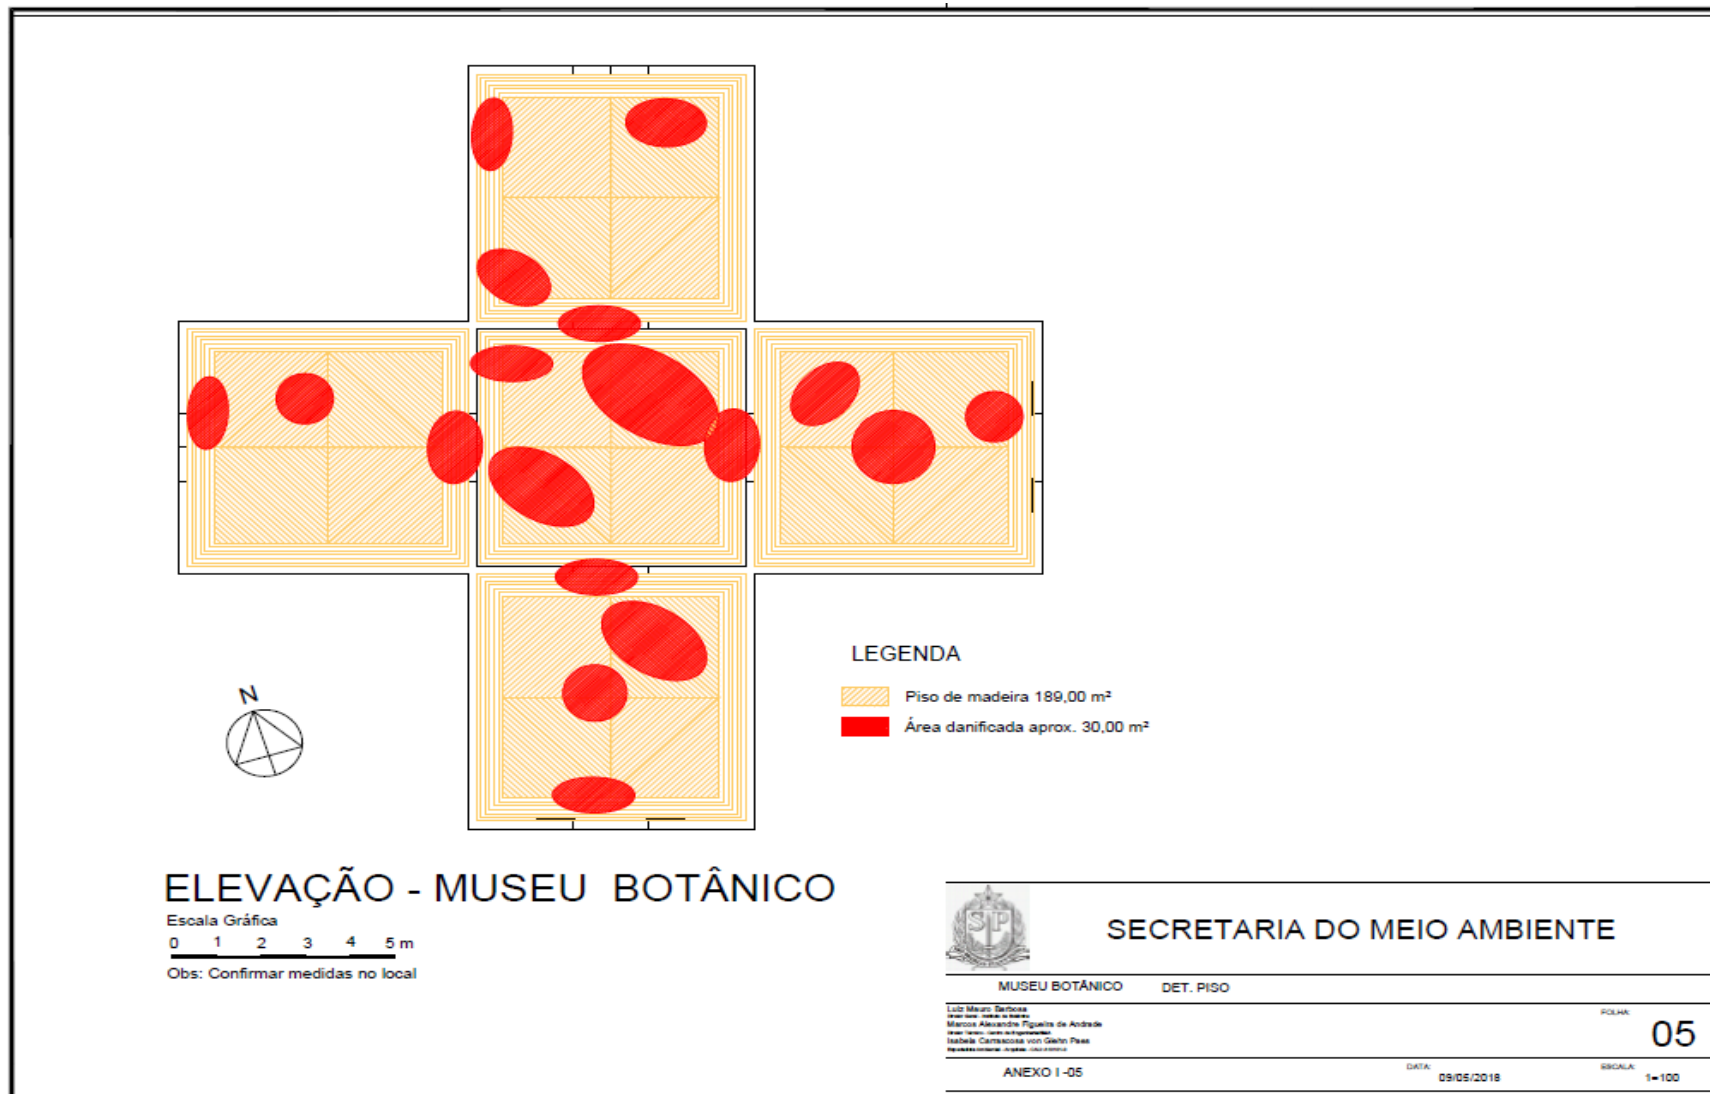 N
LEGENDA
Piso de madeira 189,00 m²
Área danificada aprox. 30,00 m²
ELEVAÇÃO - MUSEU BOTÂNICO
Escala Gráfica
0 1 2 3 4 5 m
Obs: Confirmar medidas no local
SECRETARIA DO MEIO AMBIENTE
MUSEU BOTÂNICO DET. PISO
Luiz Mauro Barbosa
Marcos Alexandre Figueira de Andrade
Isabela Carrascosa von Glehn Paes
FOLHA:
05
ANEXO I -05
DATA:
09/05/2018
ESCALA:
1=100